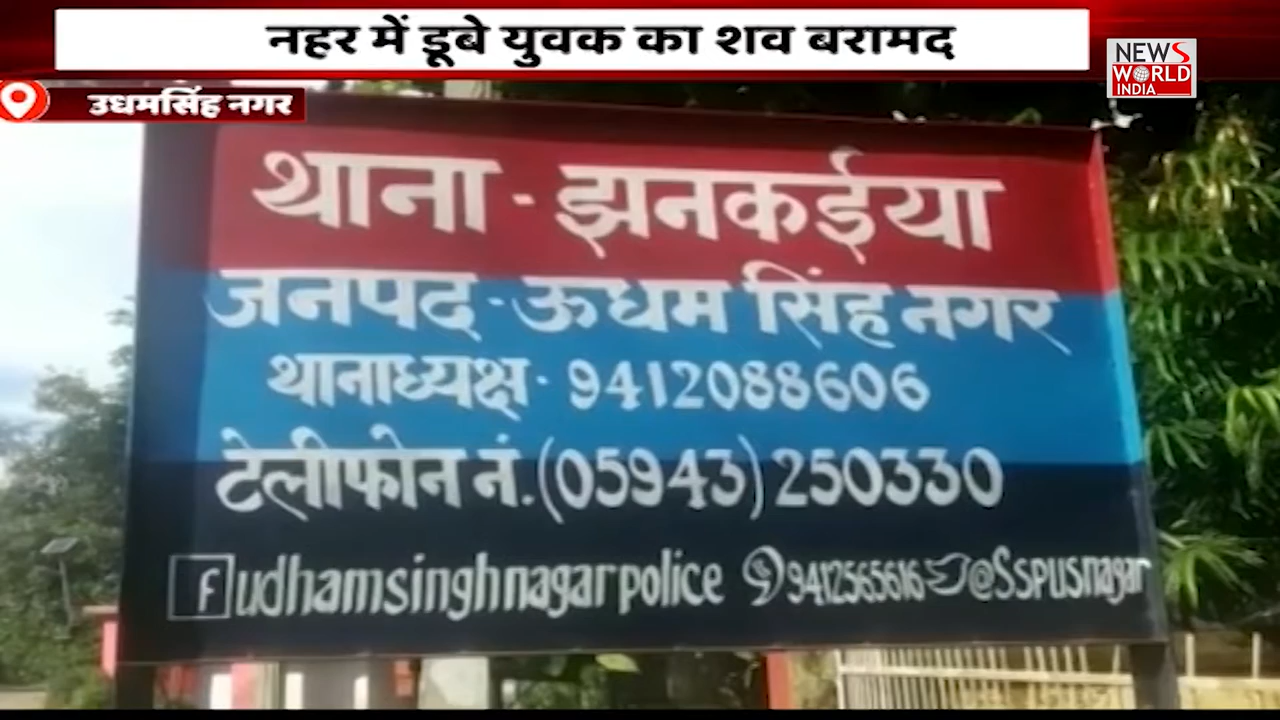 नहर में डूबे युवक का शव बरामद
NEWS
WORLD
INDIA
उधमसिंह नगर
थाना - झनकईया
जनपद - ऊधम सिंह नगर
थानाध्यक्ष - 9412088606
टेलीफोन नं. (05943) 250330
f udhamsinghnagarpolice 9412565616 @Sspusnagar